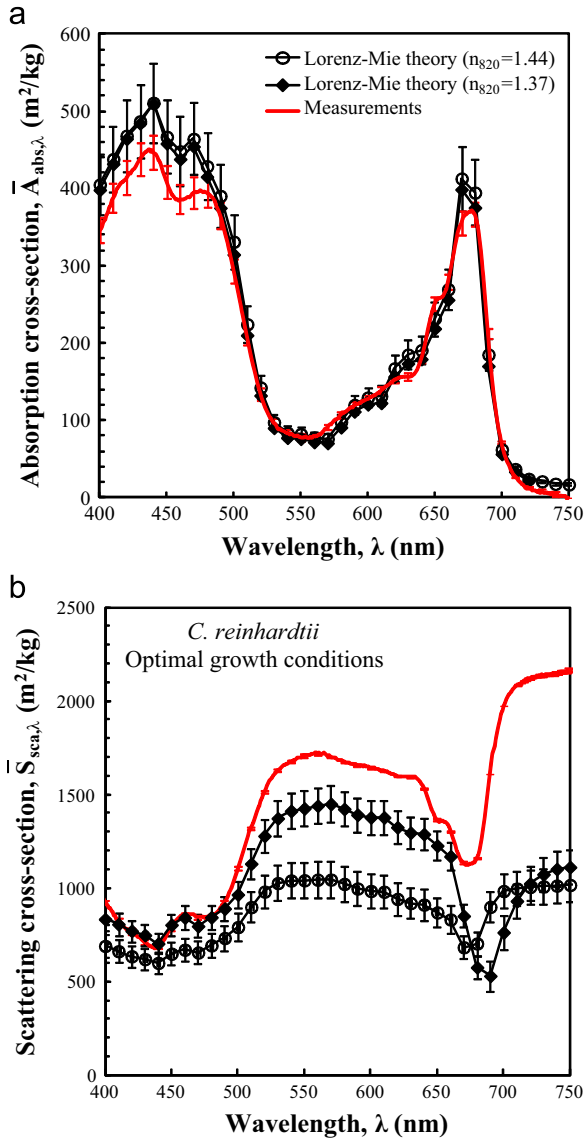 a
Absorption cross-section, A̅abs,λ (m²/kg)
600
500
400
300
200
100
0
Lorenz-Mie theory (n820=1.44)
Lorenz-Mie theory (n820=1.37)
Measurements
400 450 500 550 600 650 700 750
Wavelength, λ (nm)
b
Scattering cross-section, S̅sca,λ (m²/kg)
2500
2000
1500
1000
500
0
C. reinhardtii
Optimal growth conditions
400 450 500 550 600 650 700 750
Wavelength, λ (nm)